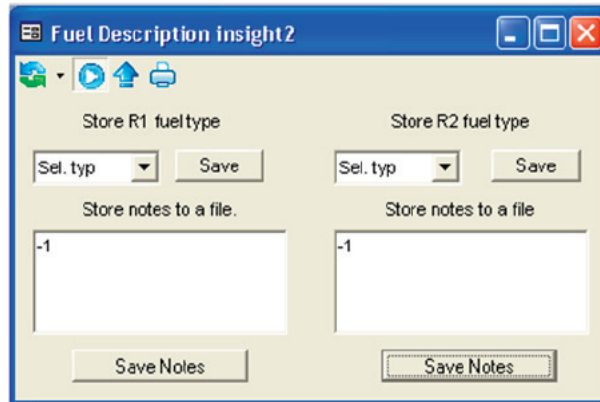 Fuel Description insight2
Store R1 fuel type
Store R2 fuel type
Sel. typ
Save
Sel. typ
Save
Store notes to a file.
Store notes to a file
-1
-1
Save Notes
Save Notes